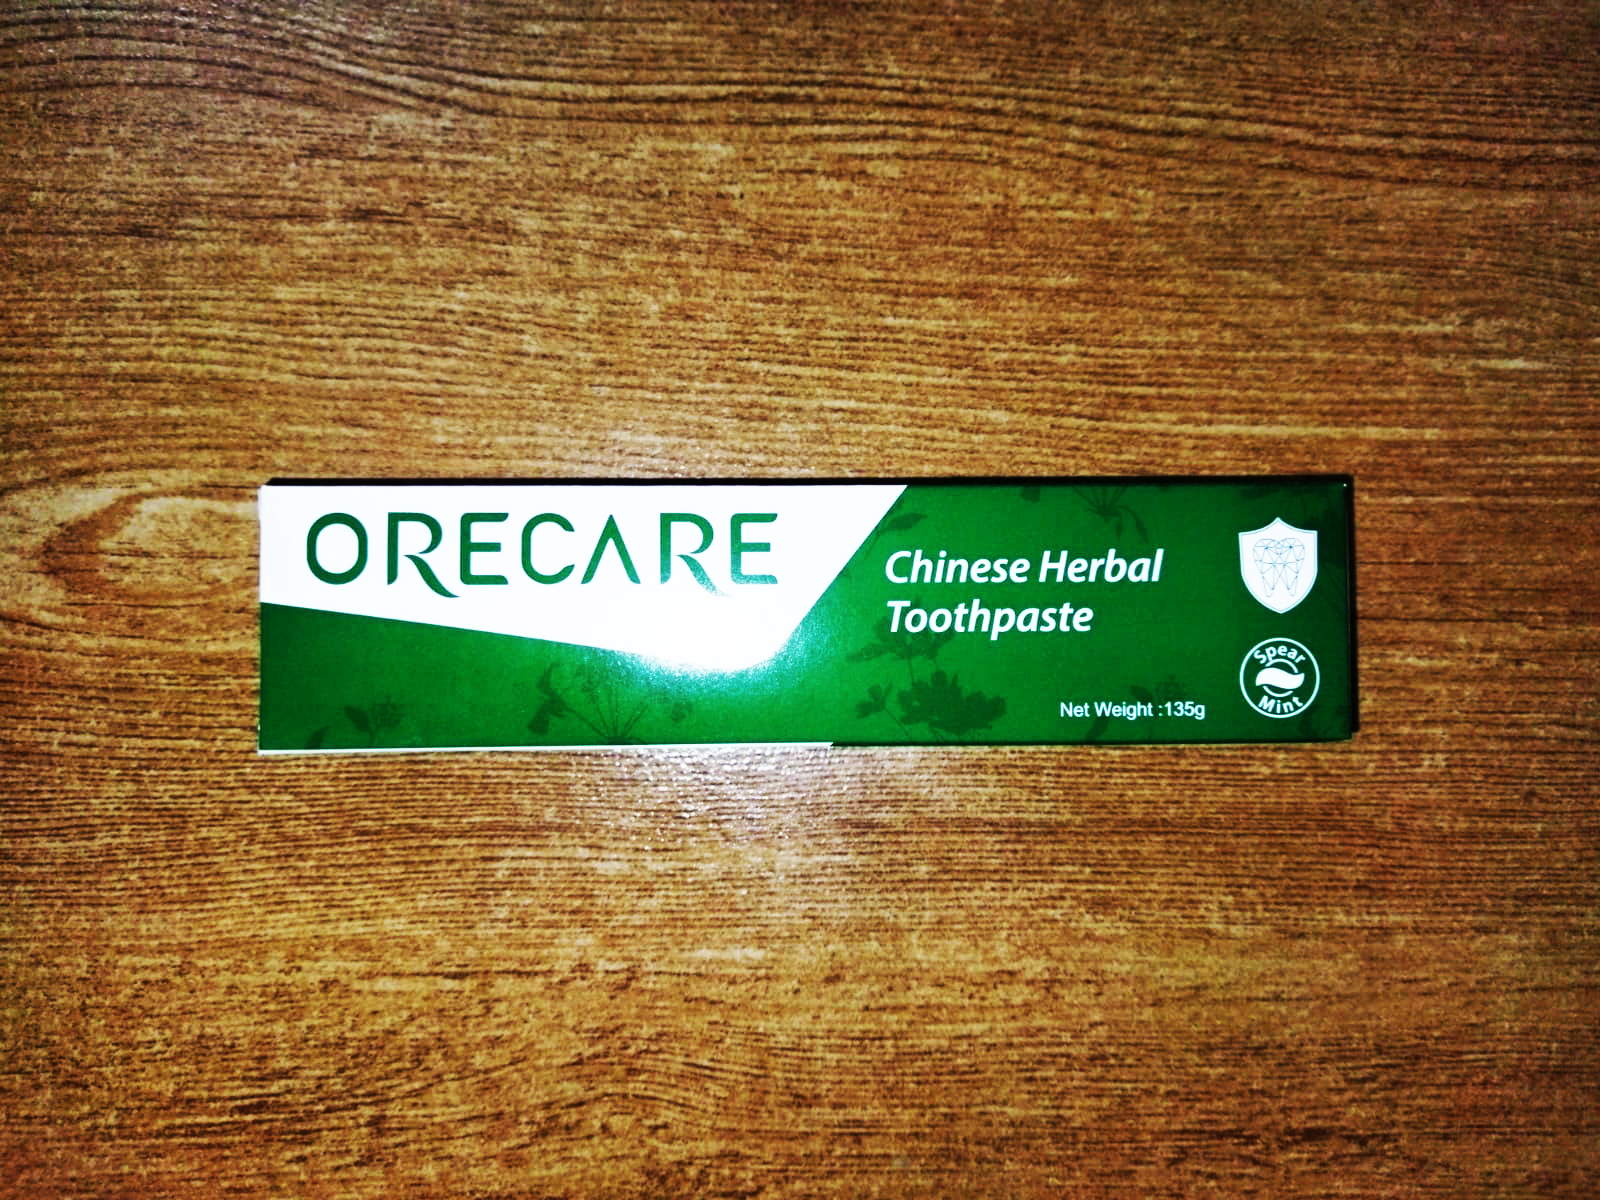 ORECARE
Chinese Herbal
Toothpaste
Net Weight :135g
Spear
Mint